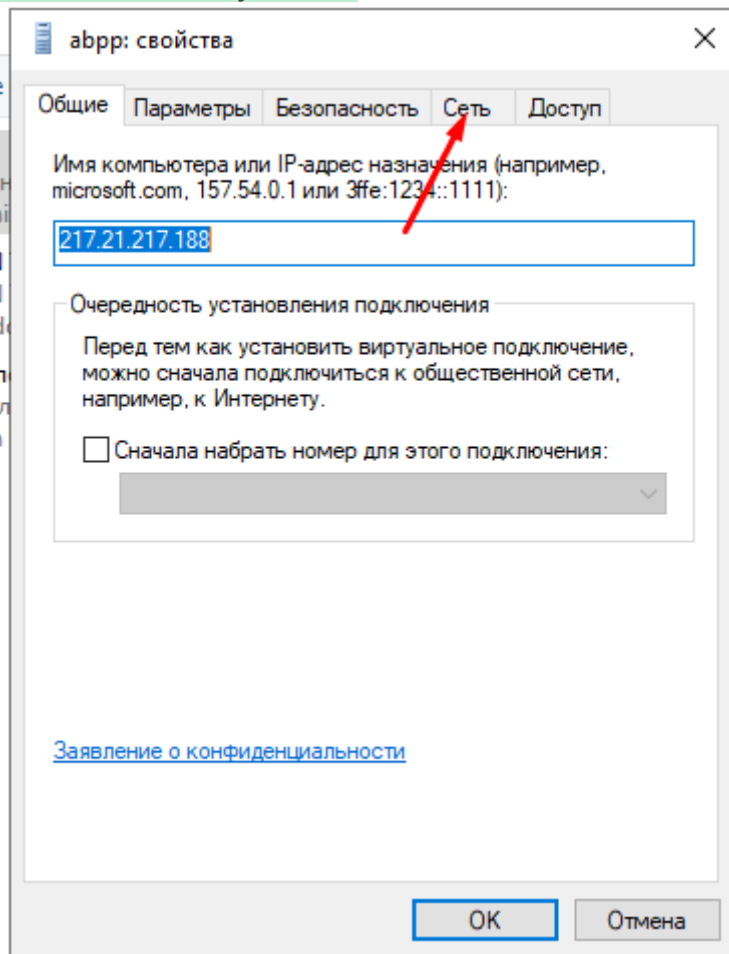 abpp: свойства
Общие Параметры Безопасность Сеть Доступ
Имя компьютера или IP-адрес назначения (например,
microsoft.com, 157.54.0.1 или 3ffe:1234::1111):
217.21.217.188
Очередность установления подключения
Перед тем как установить виртуальное подключение,
можно сначала подключиться к общественной сети,
например, к Интернету.
Сначала набрать номер для этого подключения:
Заявление о конфиденциальности
OK Отмена